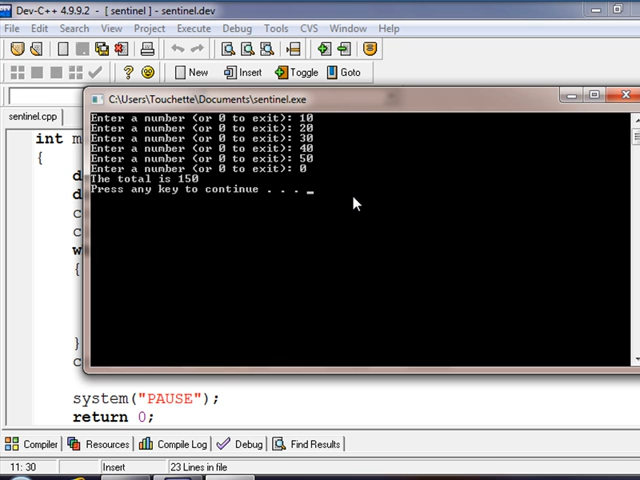 Dev-C++ 4.9.9.2 - [ sentinel ] - sentinel.dev
File Edit Search View Project Execute Debug Tools CVS Window Help
New Insert Toggle Goto
C:\Users\Touchette\Documents\sentinel.exe
sentinel.cpp
Enter a number (or 0 to exit): 10
Enter a number (or 0 to exit): 20
Enter a number (or 0 to exit): 30
Enter a number (or 0 to exit): 40
Enter a number (or 0 to exit): 50
Enter a number (or 0 to exit): 0
The total is 150
Press any key to continue . . . _
int m
{
d
d
c
c
w
{
}
c
system("PAUSE");
return 0;
Compiler Resources Compile Log Debug Find Results
11: 30 Insert 23 Lines in file